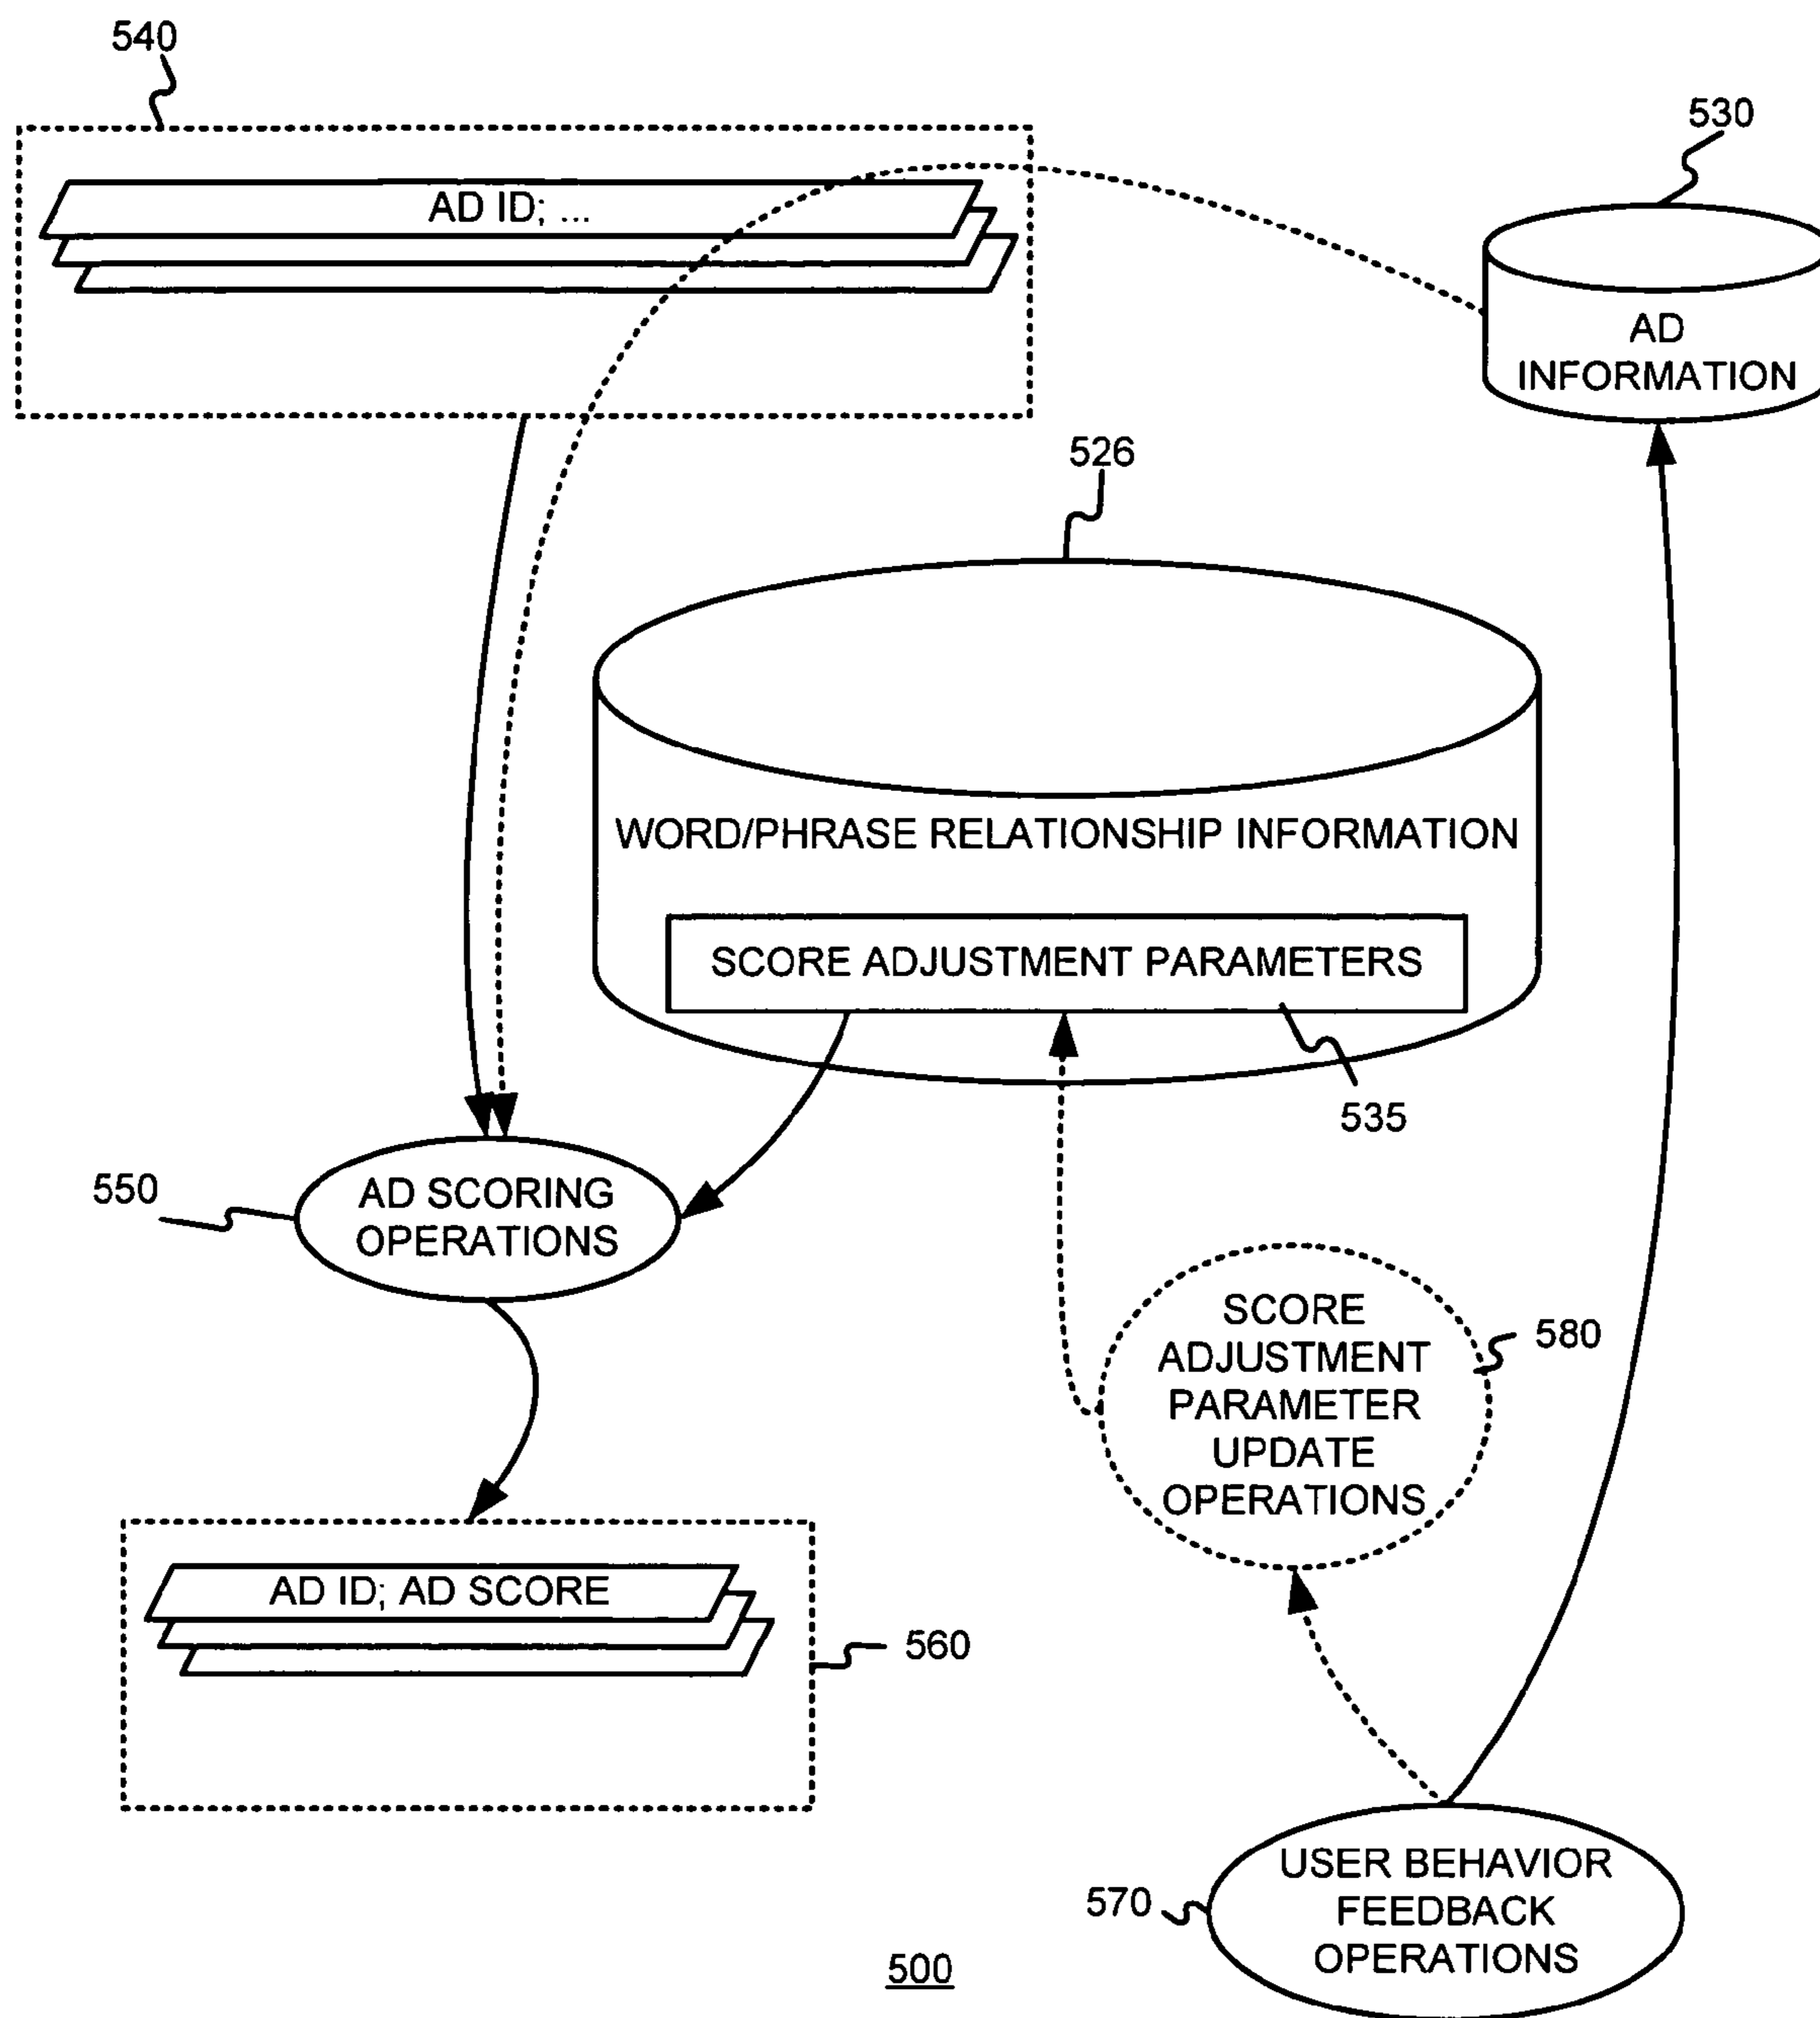 540
530
AD ID; ...
AD
INFORMATION
526
WORD/PHRASE RELATIONSHIP INFORMATION
SCORE ADJUSTMENT PARAMETERS
535
550
AD SCORING
OPERATIONS
SCORE
ADJUSTMENT
PARAMETER
UPDATE
OPERATIONS
580
AD ID; AD SCORE
560
570
USER BEHAVIOR
FEEDBACK
OPERATIONS
500